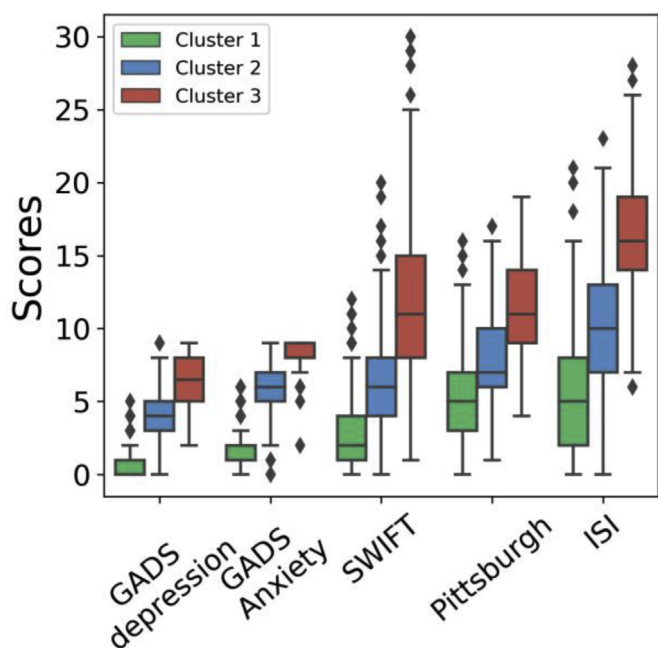 30
25
20
15
10
5
0
Scores
Cluster 1
Cluster 2
Cluster 3
GADS
depression
GADS
Anxiety
SWIFT
Pittsburgh
ISI